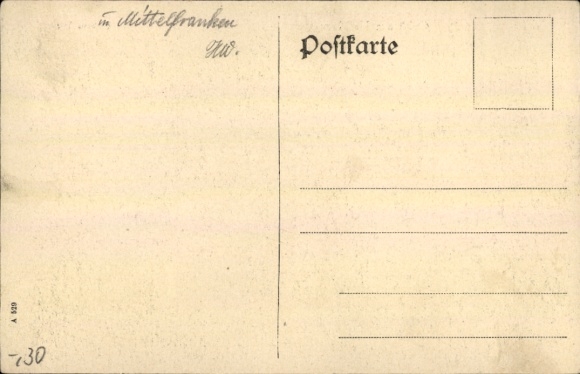 in Mittelfranken
Postkarte
A 529
-,30